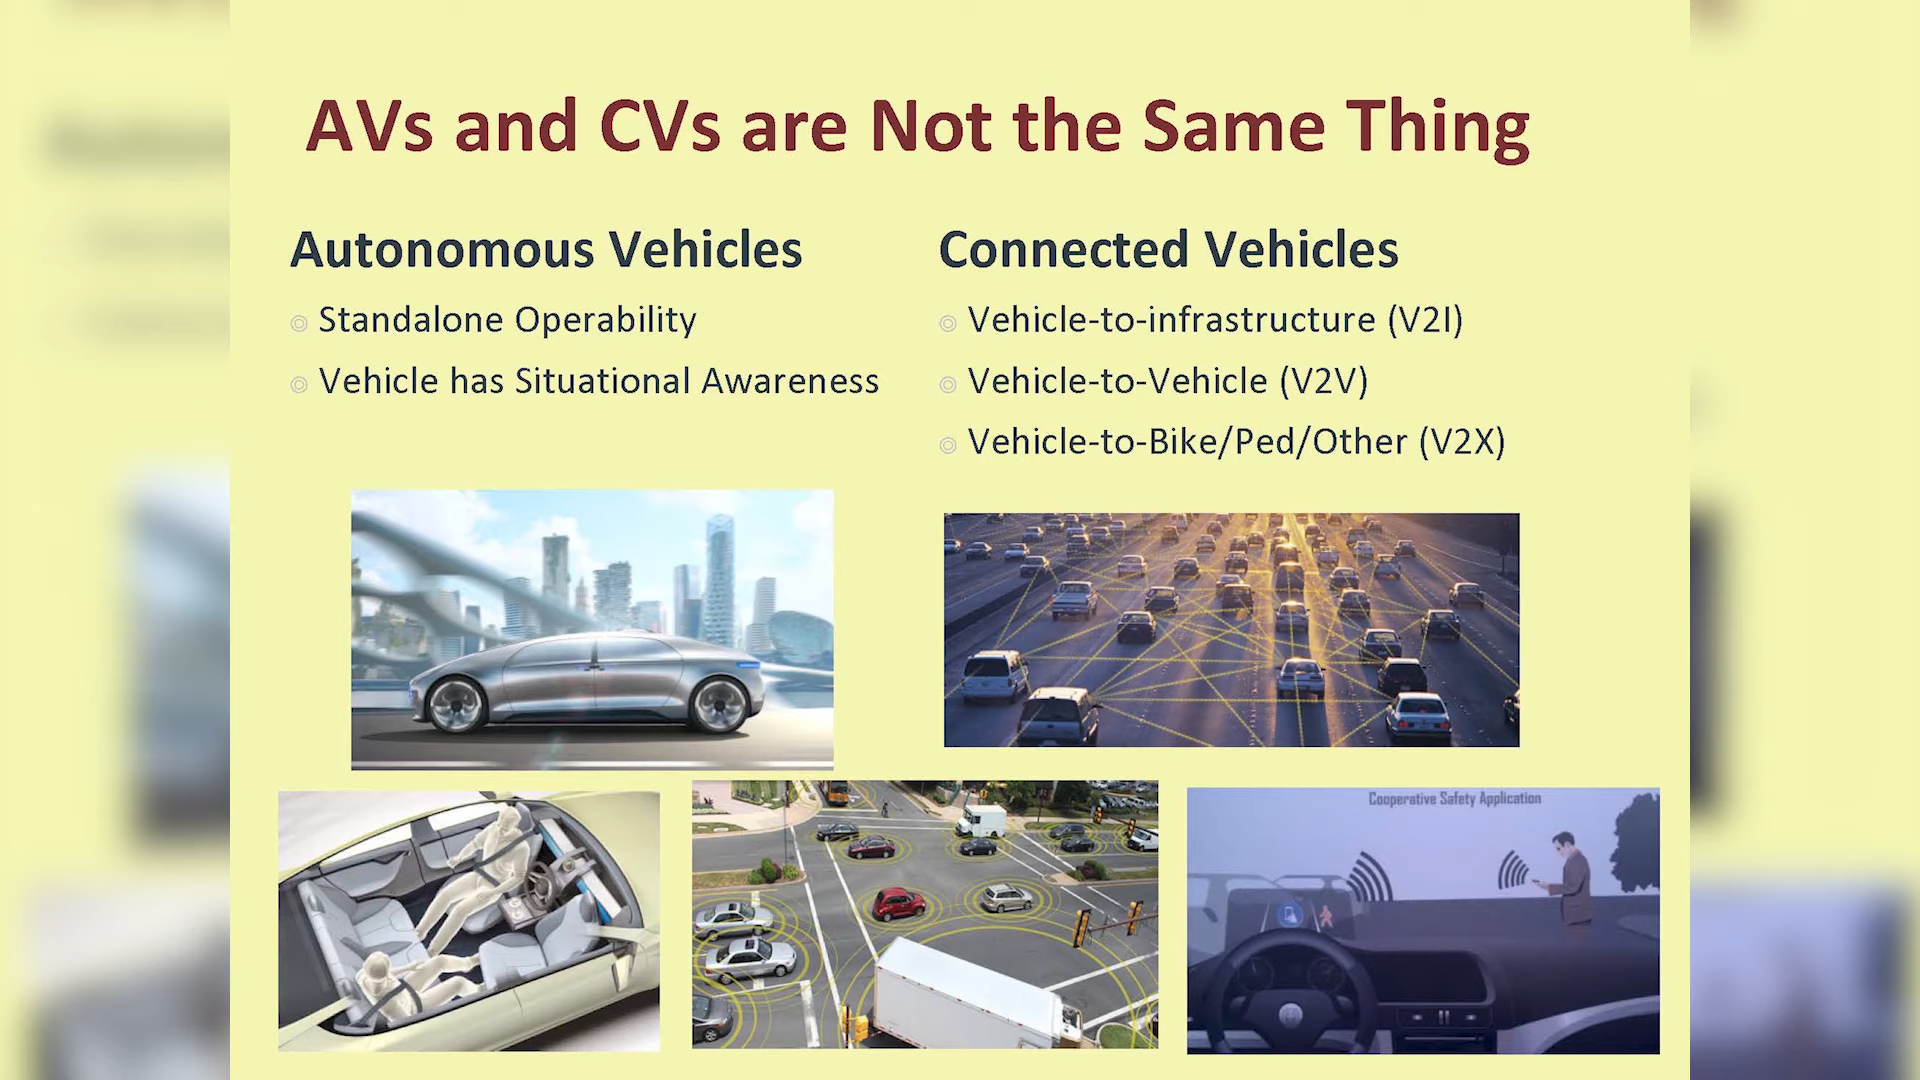 AVs and CVs are Not the Same Thing
Autonomous Vehicles
Standalone Operability
Vehicle has Situational Awareness
Connected Vehicles
Vehicle-to-infrastructure (V2I)
Vehicle-to-Vehicle (V2V)
Vehicle-to-Bike/Ped/Other (V2X)
Cooperative Safety Application